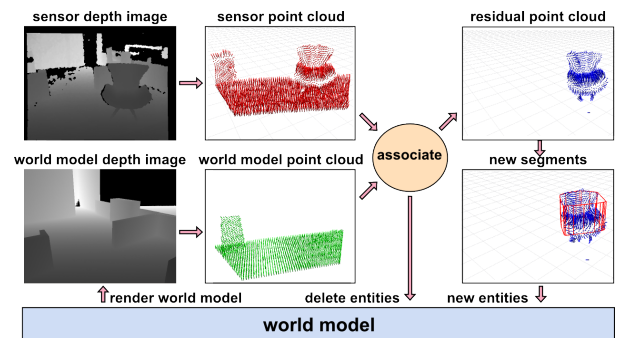 sensor depth image
sensor point cloud
residual point cloud
associate
world model depth image
world model point cloud
new segments
render world model
delete entities
new entities
world model